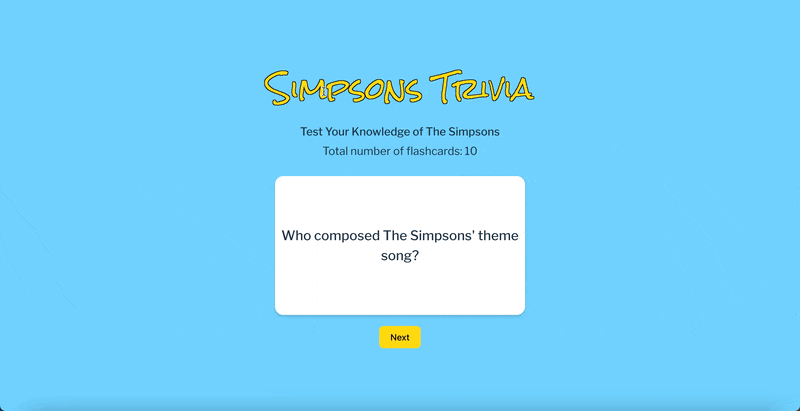 Simpsons Trivia
Test Your Knowledge of The Simpsons
Total number of flashcards: 10
Who composed The Simpsons' theme
song?
Next